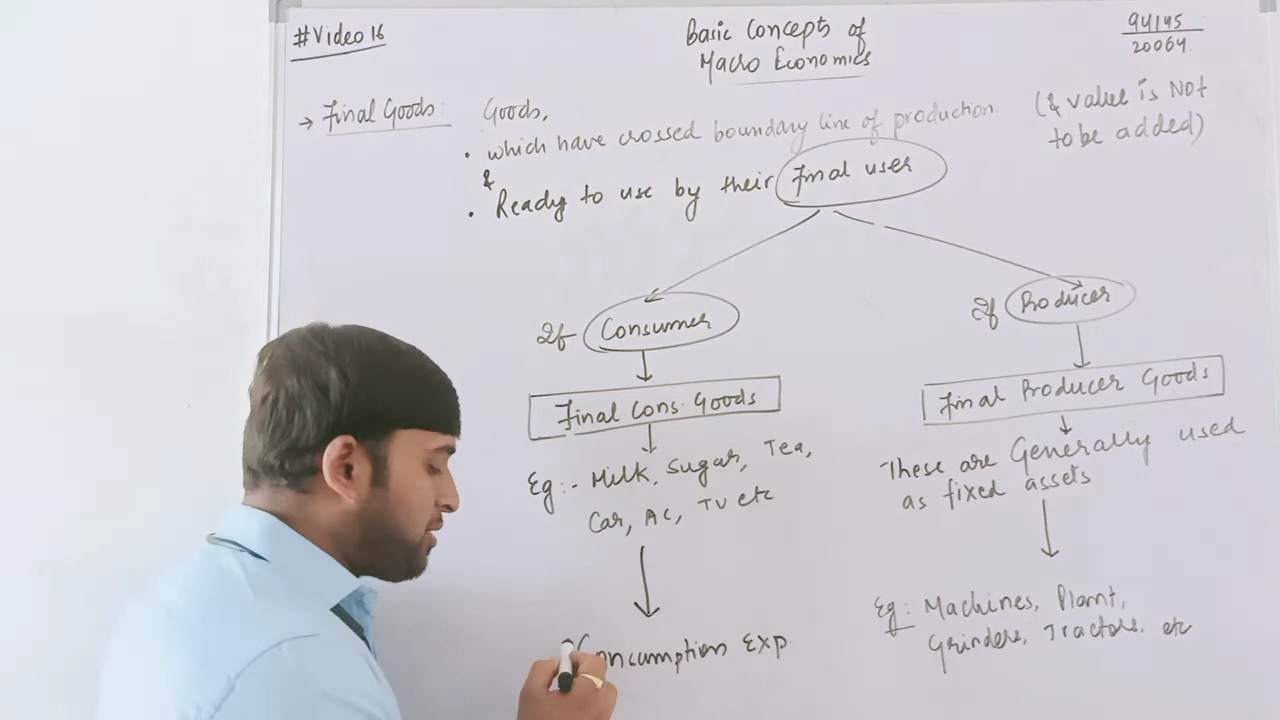 #Video 16
Basic Concepts of
Macro Economics
94145
20064
→ Final Goods: Goods,
• which have crossed boundary line of production (& value is Not
to be added)
&
• Ready to use by their Final user
If Consumer
If Producer
Final Cons. Goods
Final Producer Goods
Eg:- Milk, Sugar, Tea,
Car, AC, TV etc
These are Generally used
as fixed assets
Consumption Exp
Eg: Machines, Plannt,
Grinders, Tractors, etc